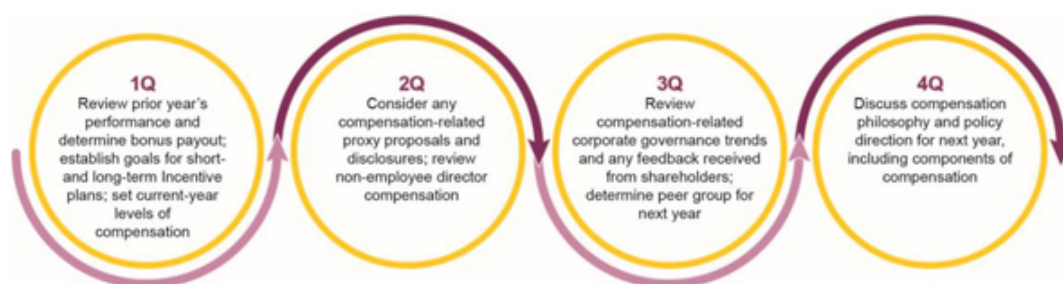 1Q
Review prior year's
performance and
determine bonus payout;
establish goals for short-
and long-term Incentive
plans; set current-year
levels of
compensation
2Q
Consider any
compensation-related
proxy proposals and
disclosures; review
non-employee director
compensation
3Q
Review
compensation-related
corporate governance trends
and any feedback received
from shareholders;
determine peer group for
next year
4Q
Discuss compensation
philosophy and policy
direction for next year,
including components of
compensation